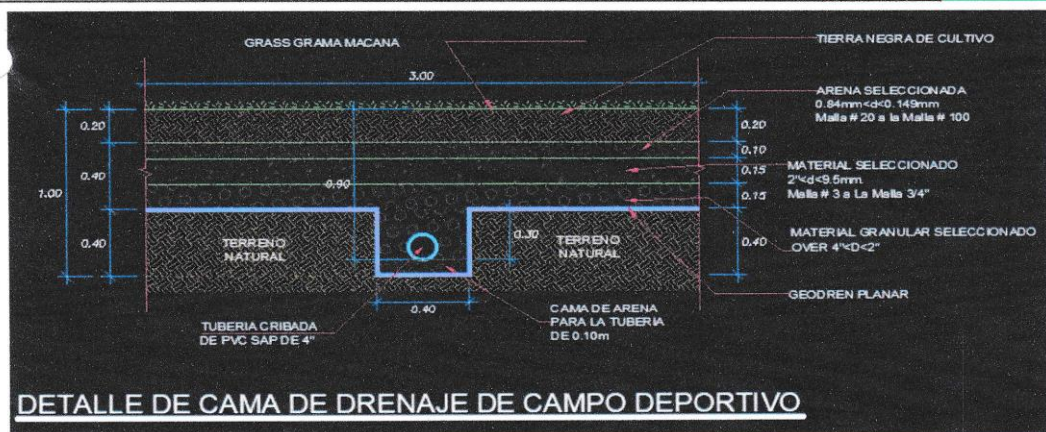 GRASS GRAMA MACANA
TIERRA NEGRA DE CULTIVO
3.00
ARENA SELECCIONADA
0.84mm<d<0.149mm
Malla # 20 a la Malla # 100
0.20
0.20
0.10
0.40
0.15
MATERIAL SELECCIONADO
2"<d<9.5mm
Malla # 3 a La Malla 3/4"
1.00
0.90
0.15
MATERIAL GRANULAR SELECCIONADO
OVER 4"<D<2"
0.40
TERRENO
NATURAL
0.30
TERRENO
NATURAL
0.40
GEODREN PLANAR
0.40
TUBERIA CRIBADA
DE PVC SAP DE 4"
CAMA DE ARENA
PARA LA TUBERIA
DE 0.10m
DETALLE DE CAMA DE DRENAJE DE CAMPO DEPORTIVO